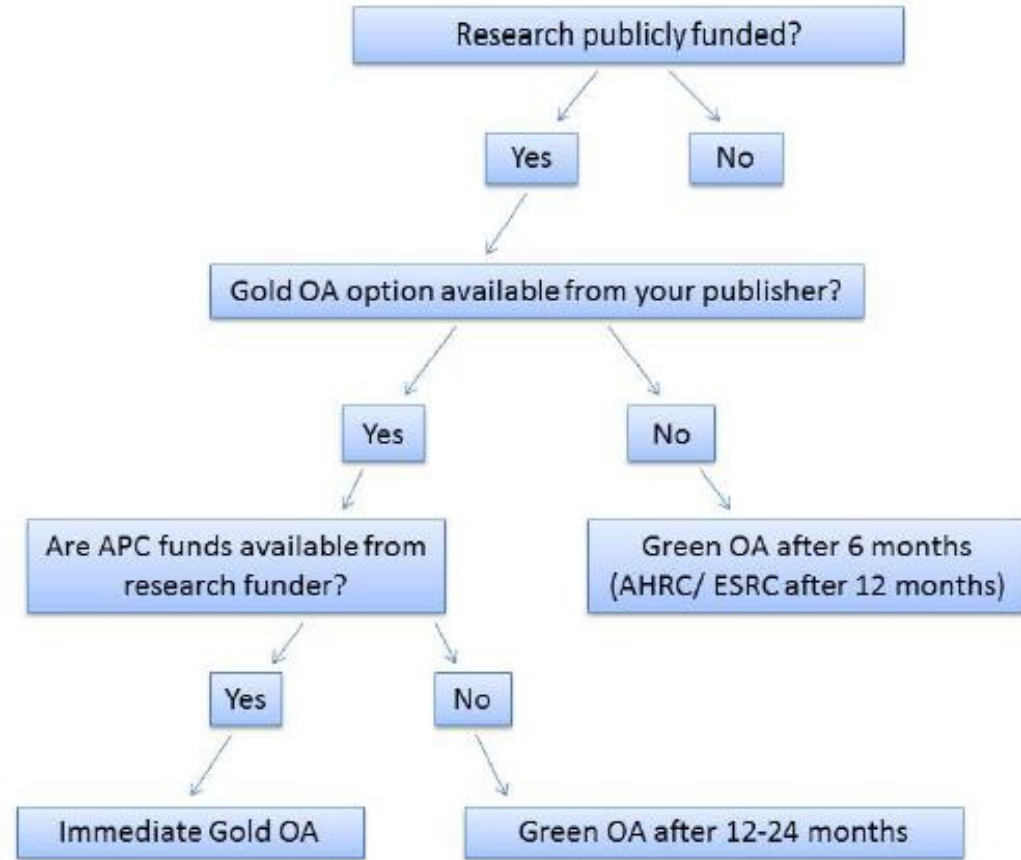 Research publicly funded?
Yes
No
Gold OA option available from your publisher?
Yes
No
Are APC funds available from
research funder?
Green OA after 6 months
(AHRC/ ESRC after 12 months)
Yes
No
Immediate Gold OA
Green OA after 12-24 months